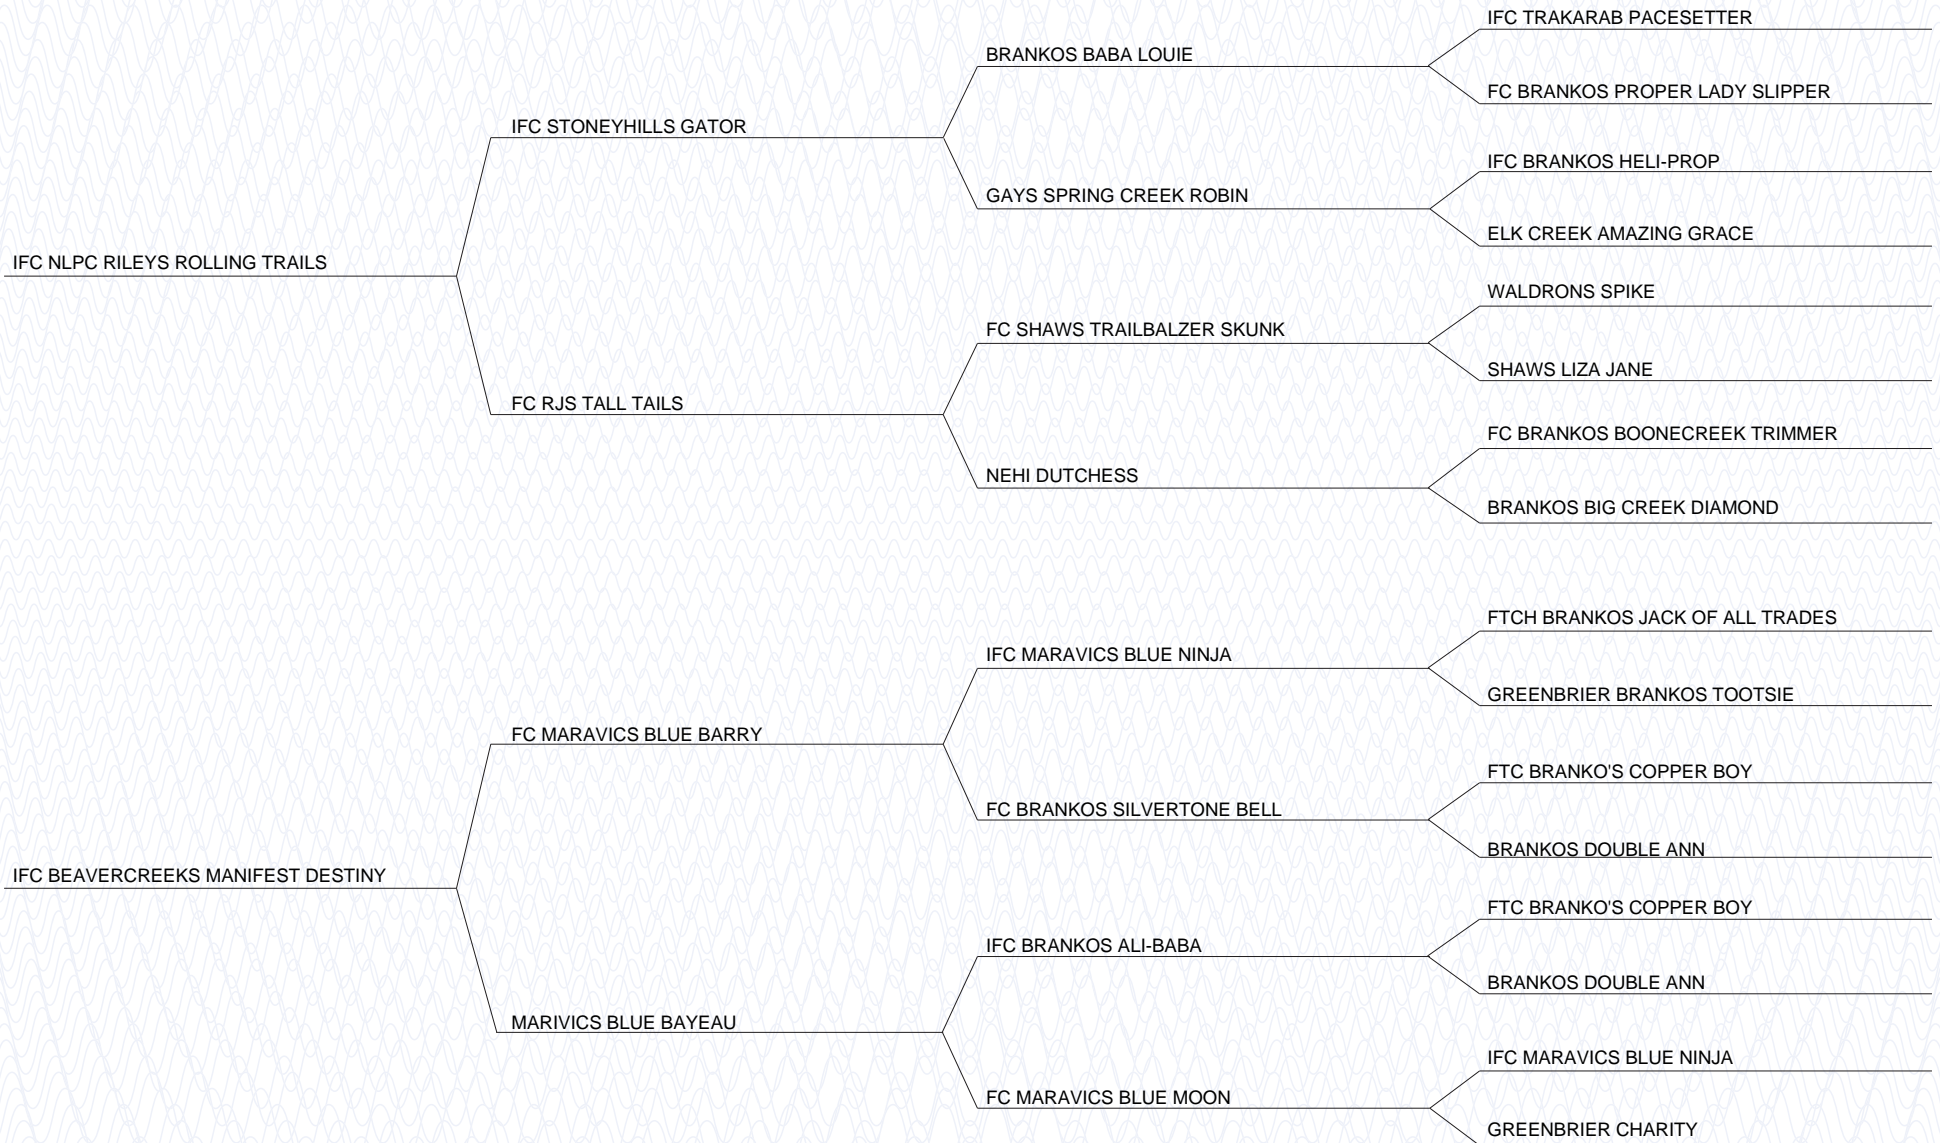 IFC TRAKARAB PACESETTER
BRANKOS BABA LOUIE
FC BRANKOS PROPER LADY SLIPPER
IFC STONEYHILLS GATOR
IFC BRANKOS HELI-PROP
GAYS SPRING CREEK ROBIN
ELK CREEK AMAZING GRACE
IFC NLPC RILEYS ROLLING TRAILS
WALDRONS SPIKE
FC SHAWS TRAILBALZER SKUNK
SHAWS LIZA JANE
FC RJS TALL TAILS
FC BRANKOS BOONECREEK TRIMMER
NEHI DUTCHESS
BRANKOS BIG CREEK DIAMOND
FTCH BRANKOS JACK OF ALL TRADES
IFC MARAVICS BLUE NINJA
GREENBRIER BRANKOS TOOTSIE
FC MARAVICS BLUE BARRY
FTC BRANKO'S COPPER BOY
FC BRANKOS SILVERTONE BELL
BRANKOS DOUBLE ANN
IFC BEAVERCREEKS MANIFEST DESTINY
FTC BRANKO'S COPPER BOY
IFC BRANKOS ALI-BABA
BRANKOS DOUBLE ANN
MARIVICS BLUE BAYEAU
IFC MARAVICS BLUE NINJA
FC MARAVICS BLUE MOON
GREENBRIER CHARITY